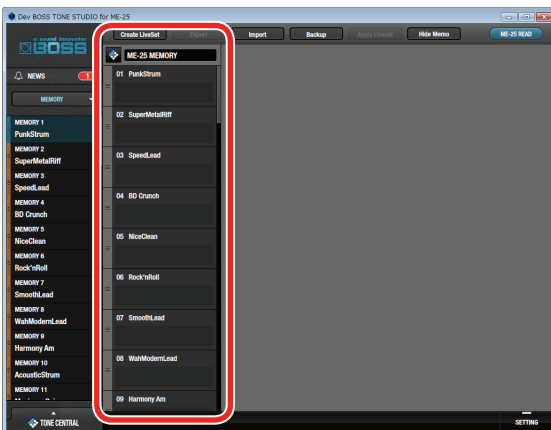 Dev BOSS TONE STUDIO for ME-25
a sound innovator
BOSS
Create LiveSet
Export
Import
Backup
Apply Liveset
Hide Memo
ME-25 READ
NEWS
1
MEMORY
MEMORY 1
PunkStrum
MEMORY 2
SuperMetalRiff
MEMORY 3
SpeedLead
MEMORY 4
BD Crunch
MEMORY 5
NiceClean
MEMORY 6
Rock'nRoll
MEMORY 7
SmoothLead
MEMORY 8
WahModernLead
MEMORY 9
Harmony Am
MEMORY 10
AcousticStrum
MEMORY 11
ME-25 MEMORY
01 PunkStrum
02 SuperMetalRiff
03 SpeedLead
04 BD Crunch
05 NiceClean
06 Rock'nRoll
07 SmoothLead
08 WahModernLead
09 Harmony Am
TONE CENTRAL
SETTING